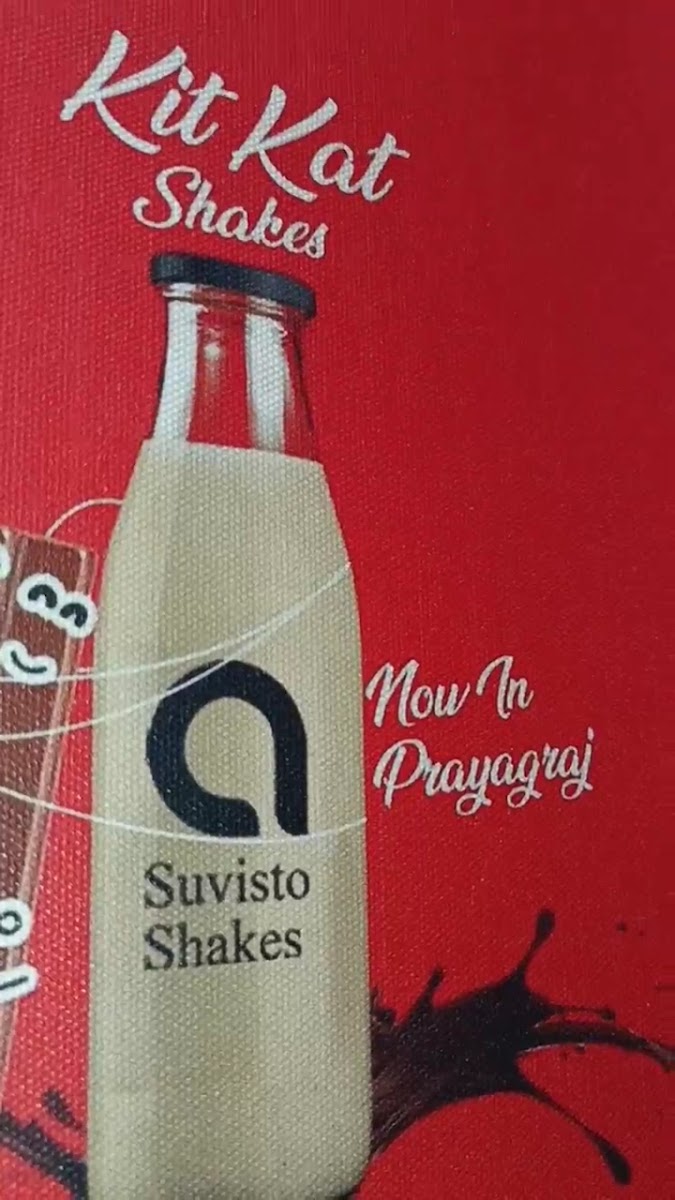 Kit Kat
Shakes
Now In
Prayagraj
Suvisto
Shakes